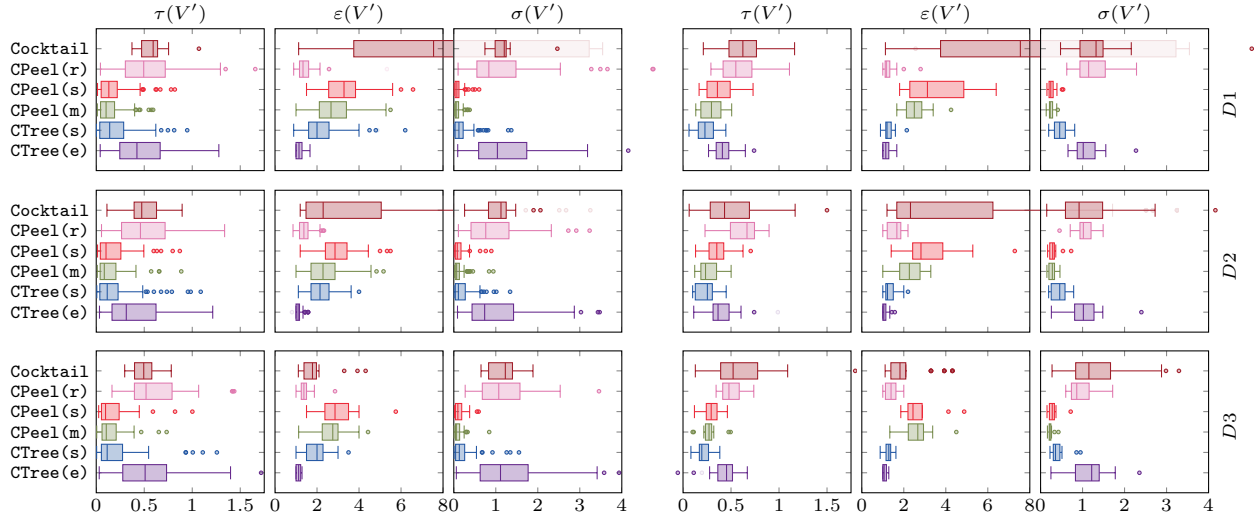 τ(V′) ε(V′) σ(V′) τ(V′) ε(V′) σ(V′)
Cocktail
CPeel(r)
CPeel(s)
CPeel(m)
CTree(s)
CTree(e)
D1
Cocktail
CPeel(r)
CPeel(s)
CPeel(m)
CTree(s)
CTree(e)
D2
Cocktail
CPeel(r)
CPeel(s)
CPeel(m)
CTree(s)
CTree(e)
D3
0 0.5 1 1.5 0 2 4 6 8 0 1 2 3 4 0 0.5 1 1.5 0 2 4 6 8 0 1 2 3 4